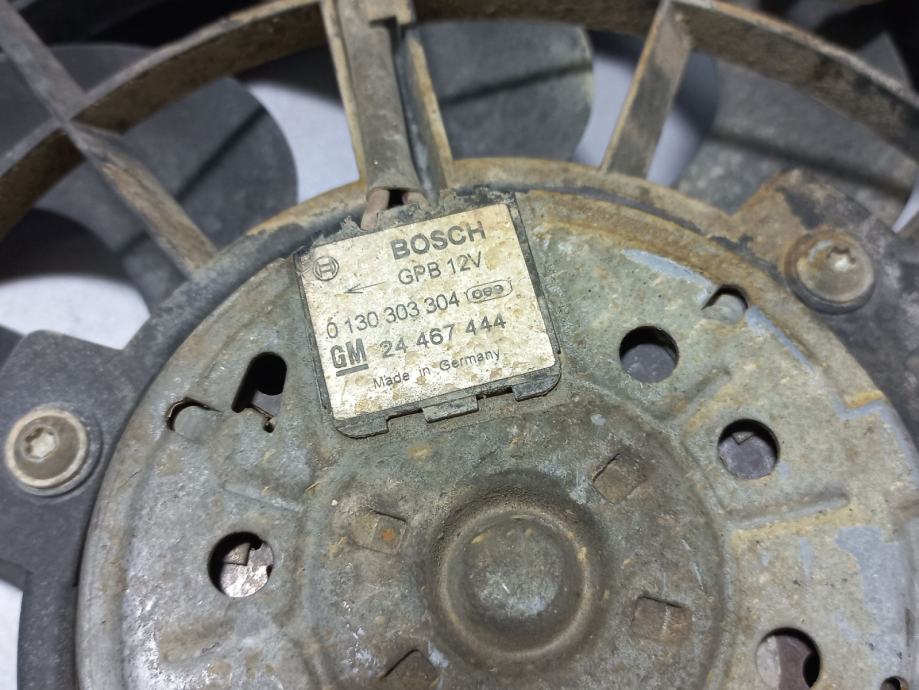 BOSCH
GPB 12V
0 130 303 304
GM 24 467 444
Made in Germany